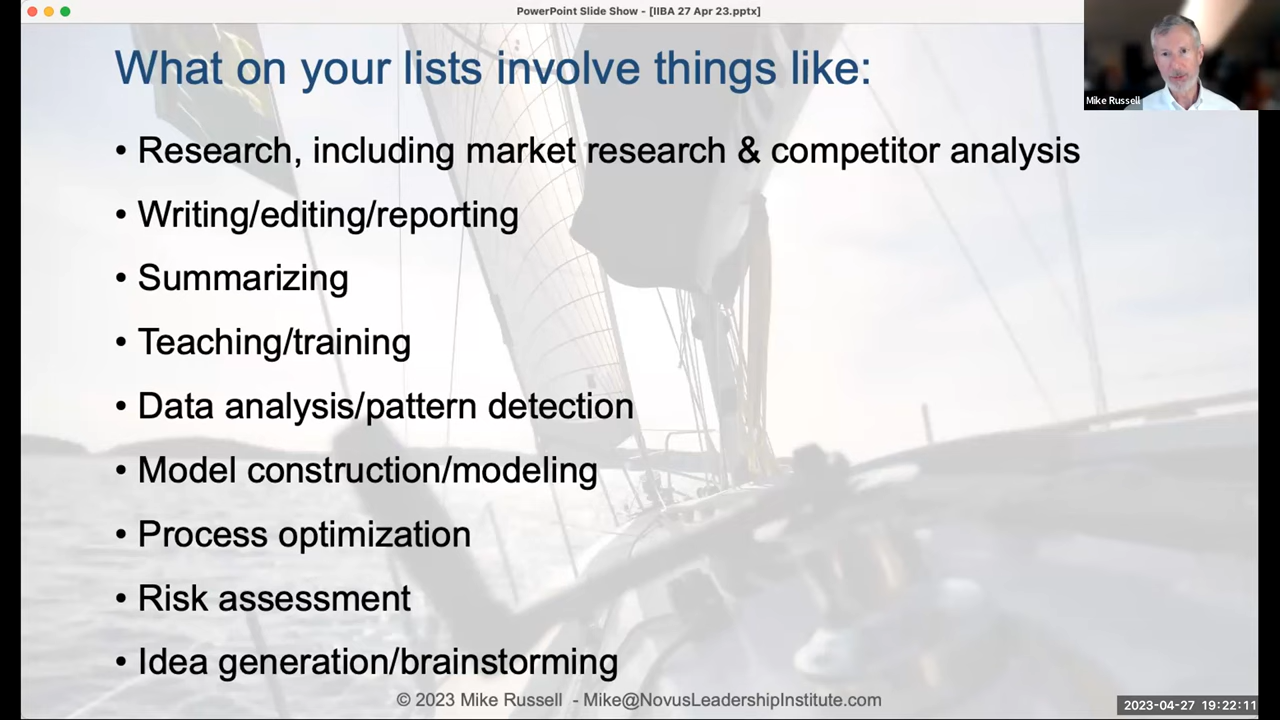 PowerPoint Slide Show - [IIBA 27 Apr 23.pptx]
What on your lists involve things like:
Mike Russell
• Research, including market research & competitor analysis
• Writing/editing/reporting
• Summarizing
• Teaching/training
• Data analysis/pattern detection
• Model construction/modeling
• Process optimization
• Risk assessment
• Idea generation/brainstorming
© 2023 Mike Russell - Mike@NovusLeadershipInstitute.com
2023-04-27 19:22:11